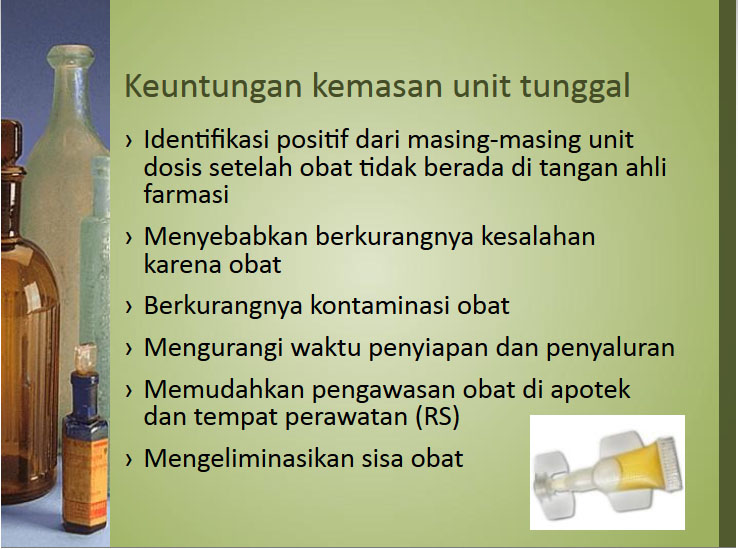 Keuntungan kemasan unit tunggal
› Identifikasi positif dari masing-masing unit
dosis setelah obat tidak berada di tangan ahli
farmasi
› Menyebabkan berkurangnya kesalahan
karena obat
› Berkurangnya kontaminasi obat
› Mengurangi waktu penyiapan dan penyaluran
› Memudahkan pengawasan obat di apotek
dan tempat perawatan (RS)
› Mengeliminasikan sisa obat